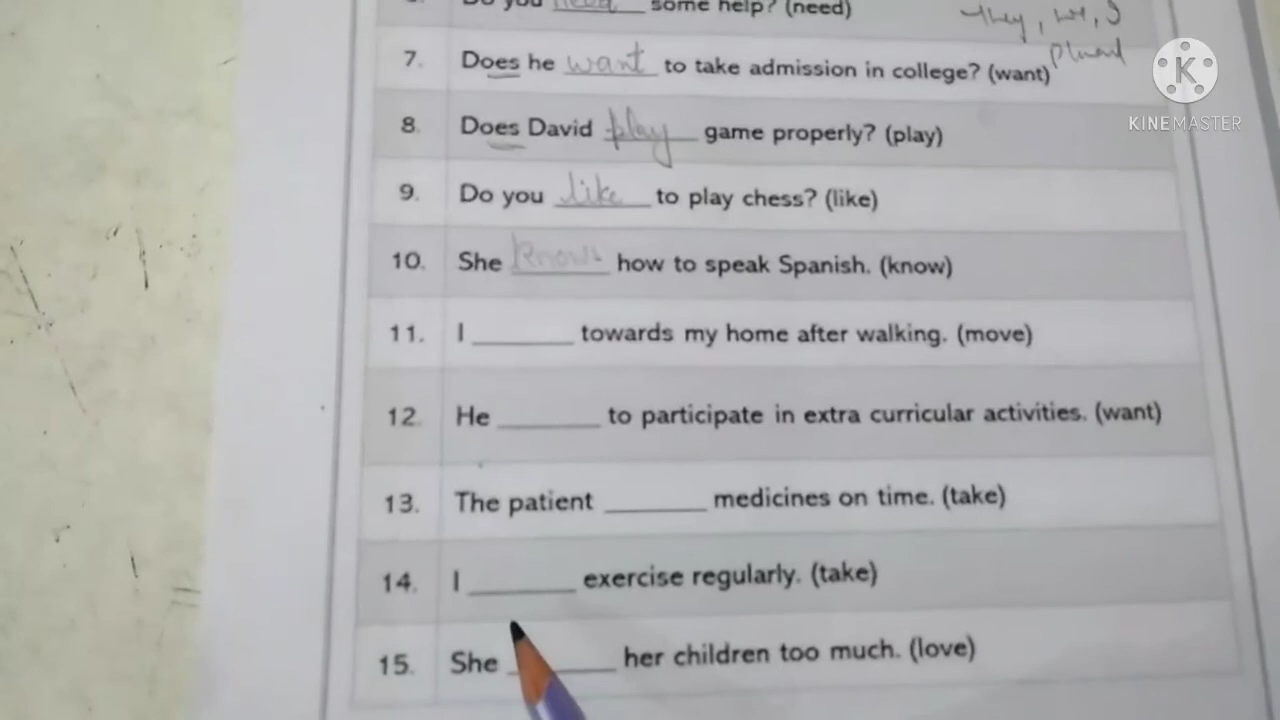 Do you need some help? (need)
They, we, I
Plural
7. Does he want to take admission in college? (want)
K
KINEMASTER
8. Does David play game properly? (play)
9. Do you like to play chess? (like)
10. She knows how to speak Spanish. (know)
11. I ______ towards my home after walking. (move)
12. He ______ to participate in extra curricular activities. (want)
13. The patient ______ medicines on time. (take)
14. I ______ exercise regularly. (take)
15. She ______ her children too much. (love)